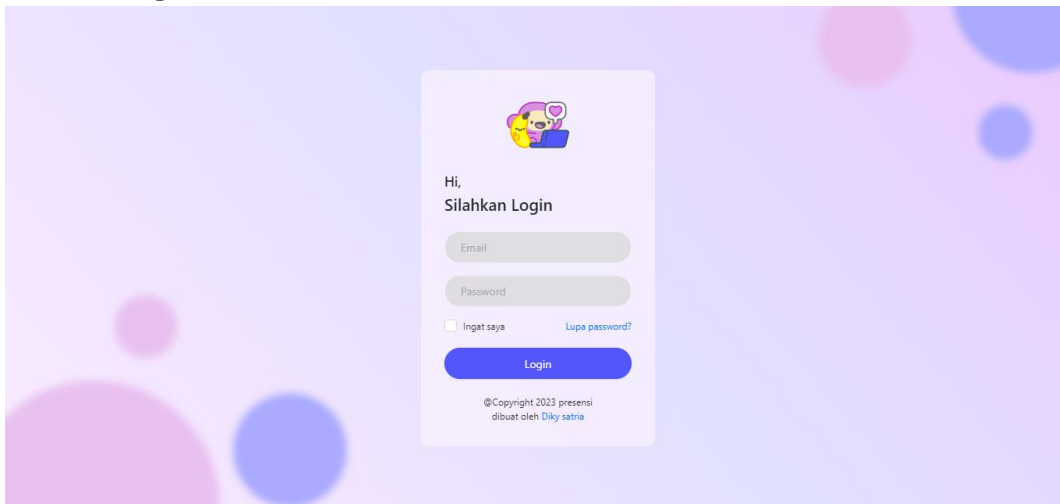 Hi,
Silahkan Login
Email
Password
Ingat saya Lupa password?
Login
@Copyright 2023 presensi
dibuat oleh Diky satria